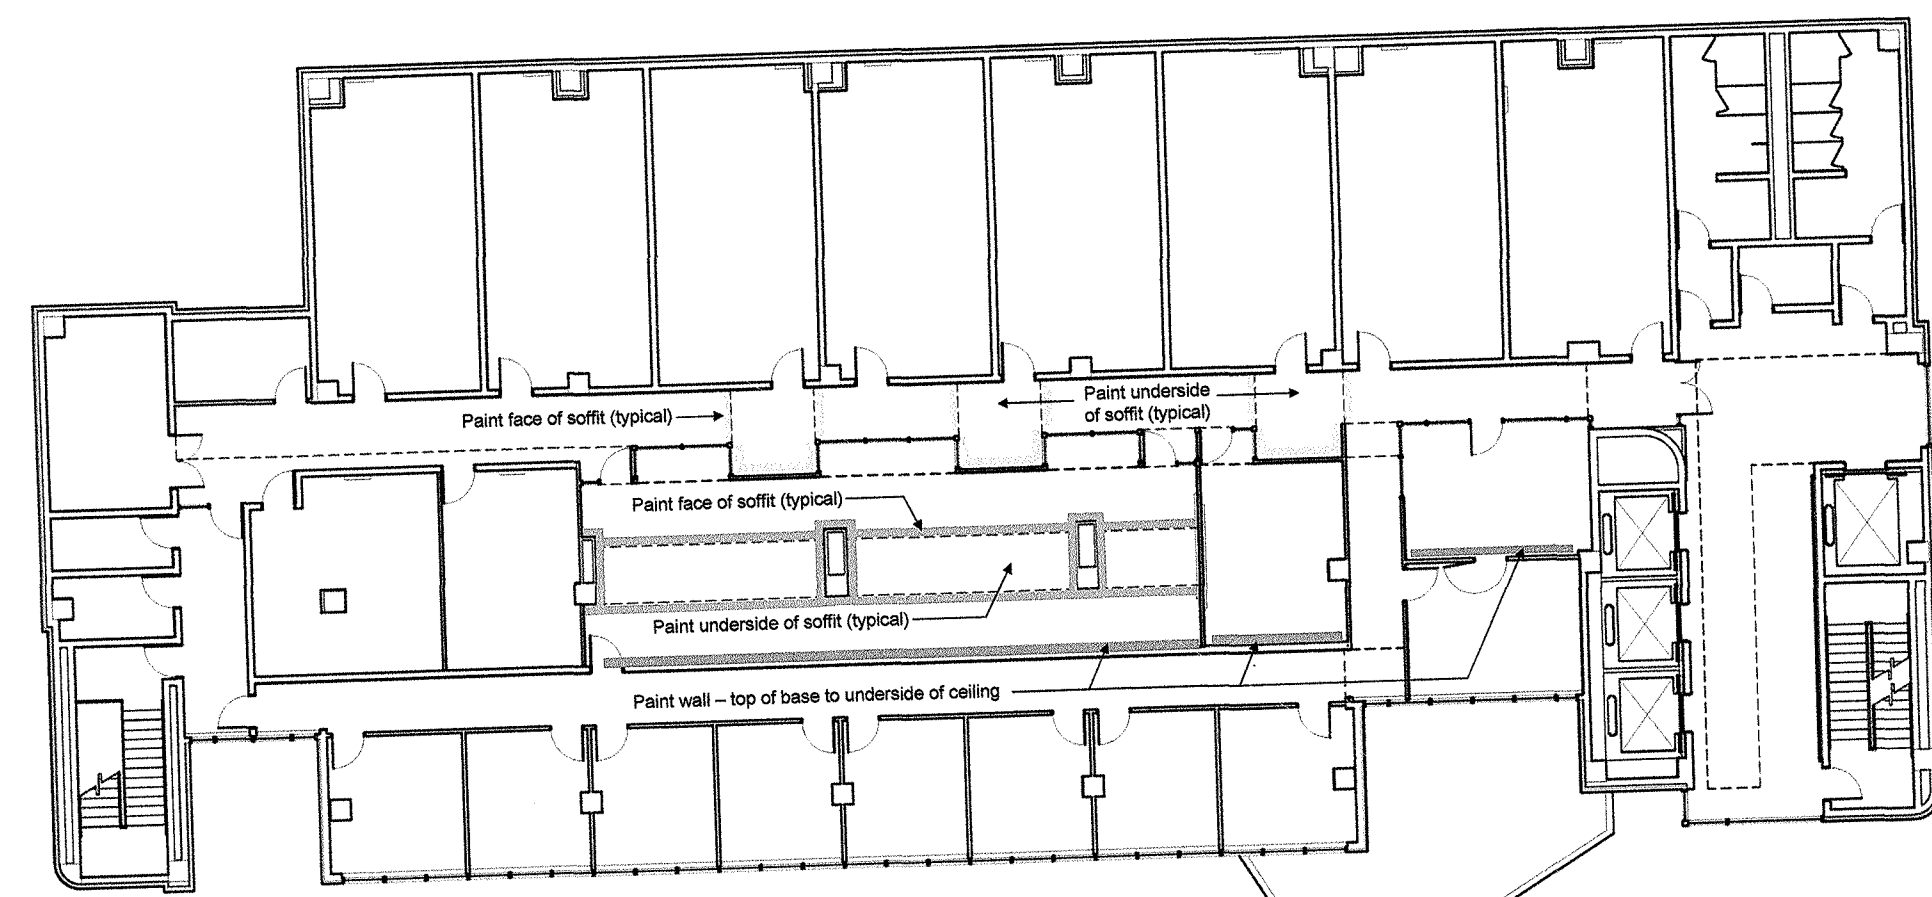 Paint face of soffit (typical)
Paint underside
of soffit (typical)
Paint face of soffit (typical)
Paint underside of soffit (typical)
Paint wall – top of base to underside of ceiling